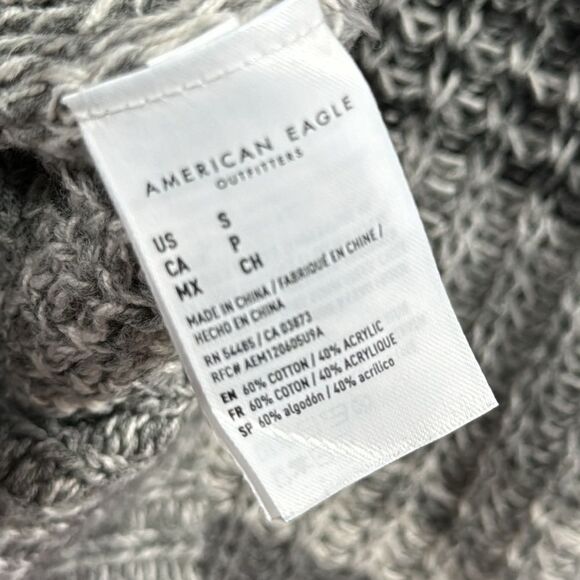 AMERICAN EAGLE
OUTFITTERS
US S
CA P
MX CH
MADE IN CHINA / FABRIQUÉ EN CHINE /
HECHO EN CHINA
RN 54485 / CA 03873
RFC# AEM120605U9A
EN 60% COTTON / 40% ACRYLIC
FR 60% COTON / 40% ACRYLIQUE
SP 60% algodón / 40% acrílico